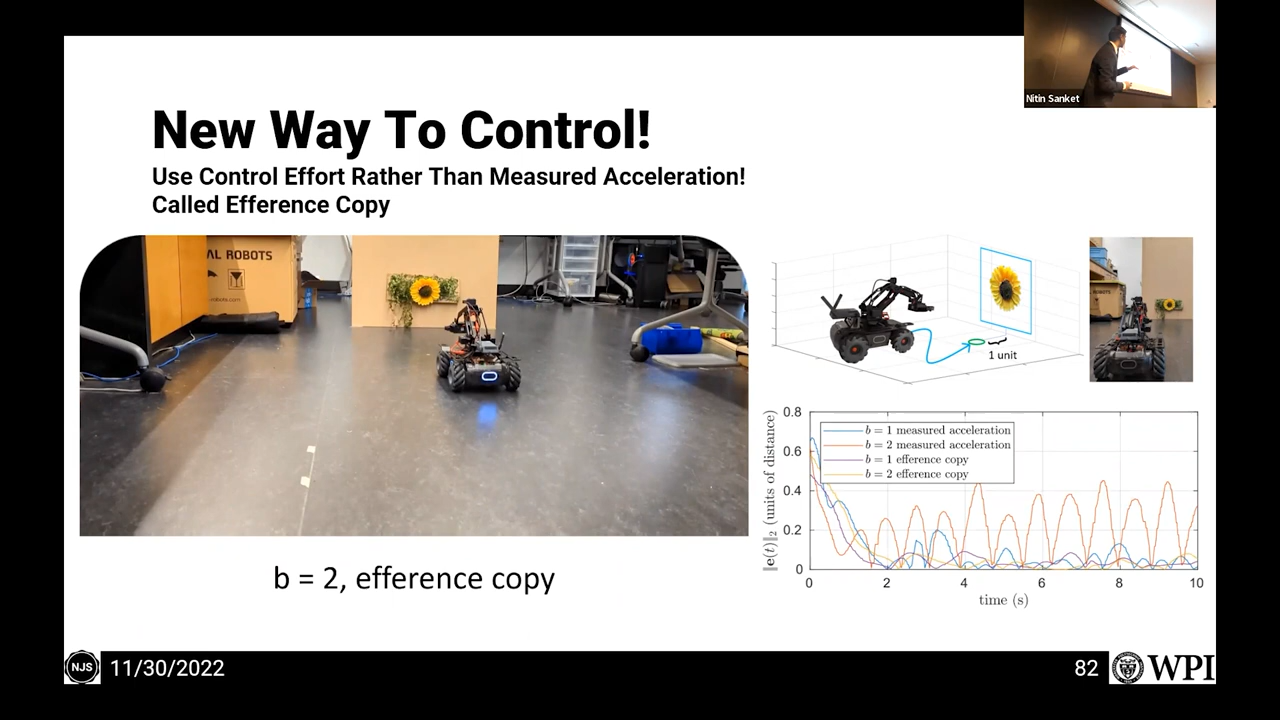 Nitin Sanket
New Way To Control!
Use Control Effort Rather Than Measured Acceleration!
Called Efference Copy
AL ROBOTS
1 unit
b = 1 measured acceleration
b = 2 measured acceleration
b = 1 efference copy
b = 2 efference copy
‖e(t)‖₂ (units of distance)
0.8
0.6
0.4
0.2
0
0 2 4 6 8 10
time (s)
b = 2, efference copy
NJS 11/30/2022
82 WPI